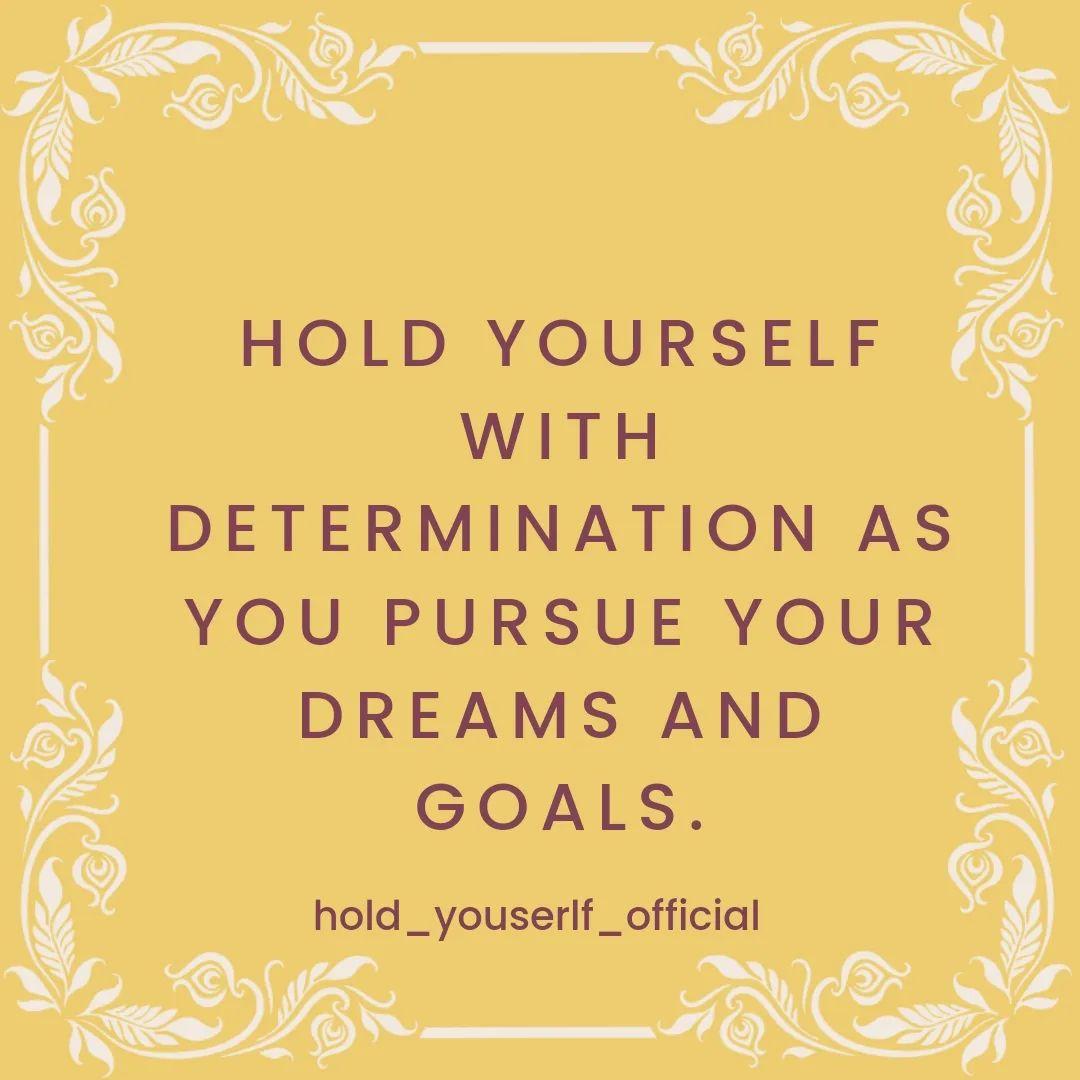 HOLD YOURSELF
WITH
DETERMINATION AS
YOU PURSUE YOUR
DREAMS AND
GOALS.
hold_youserlf_official